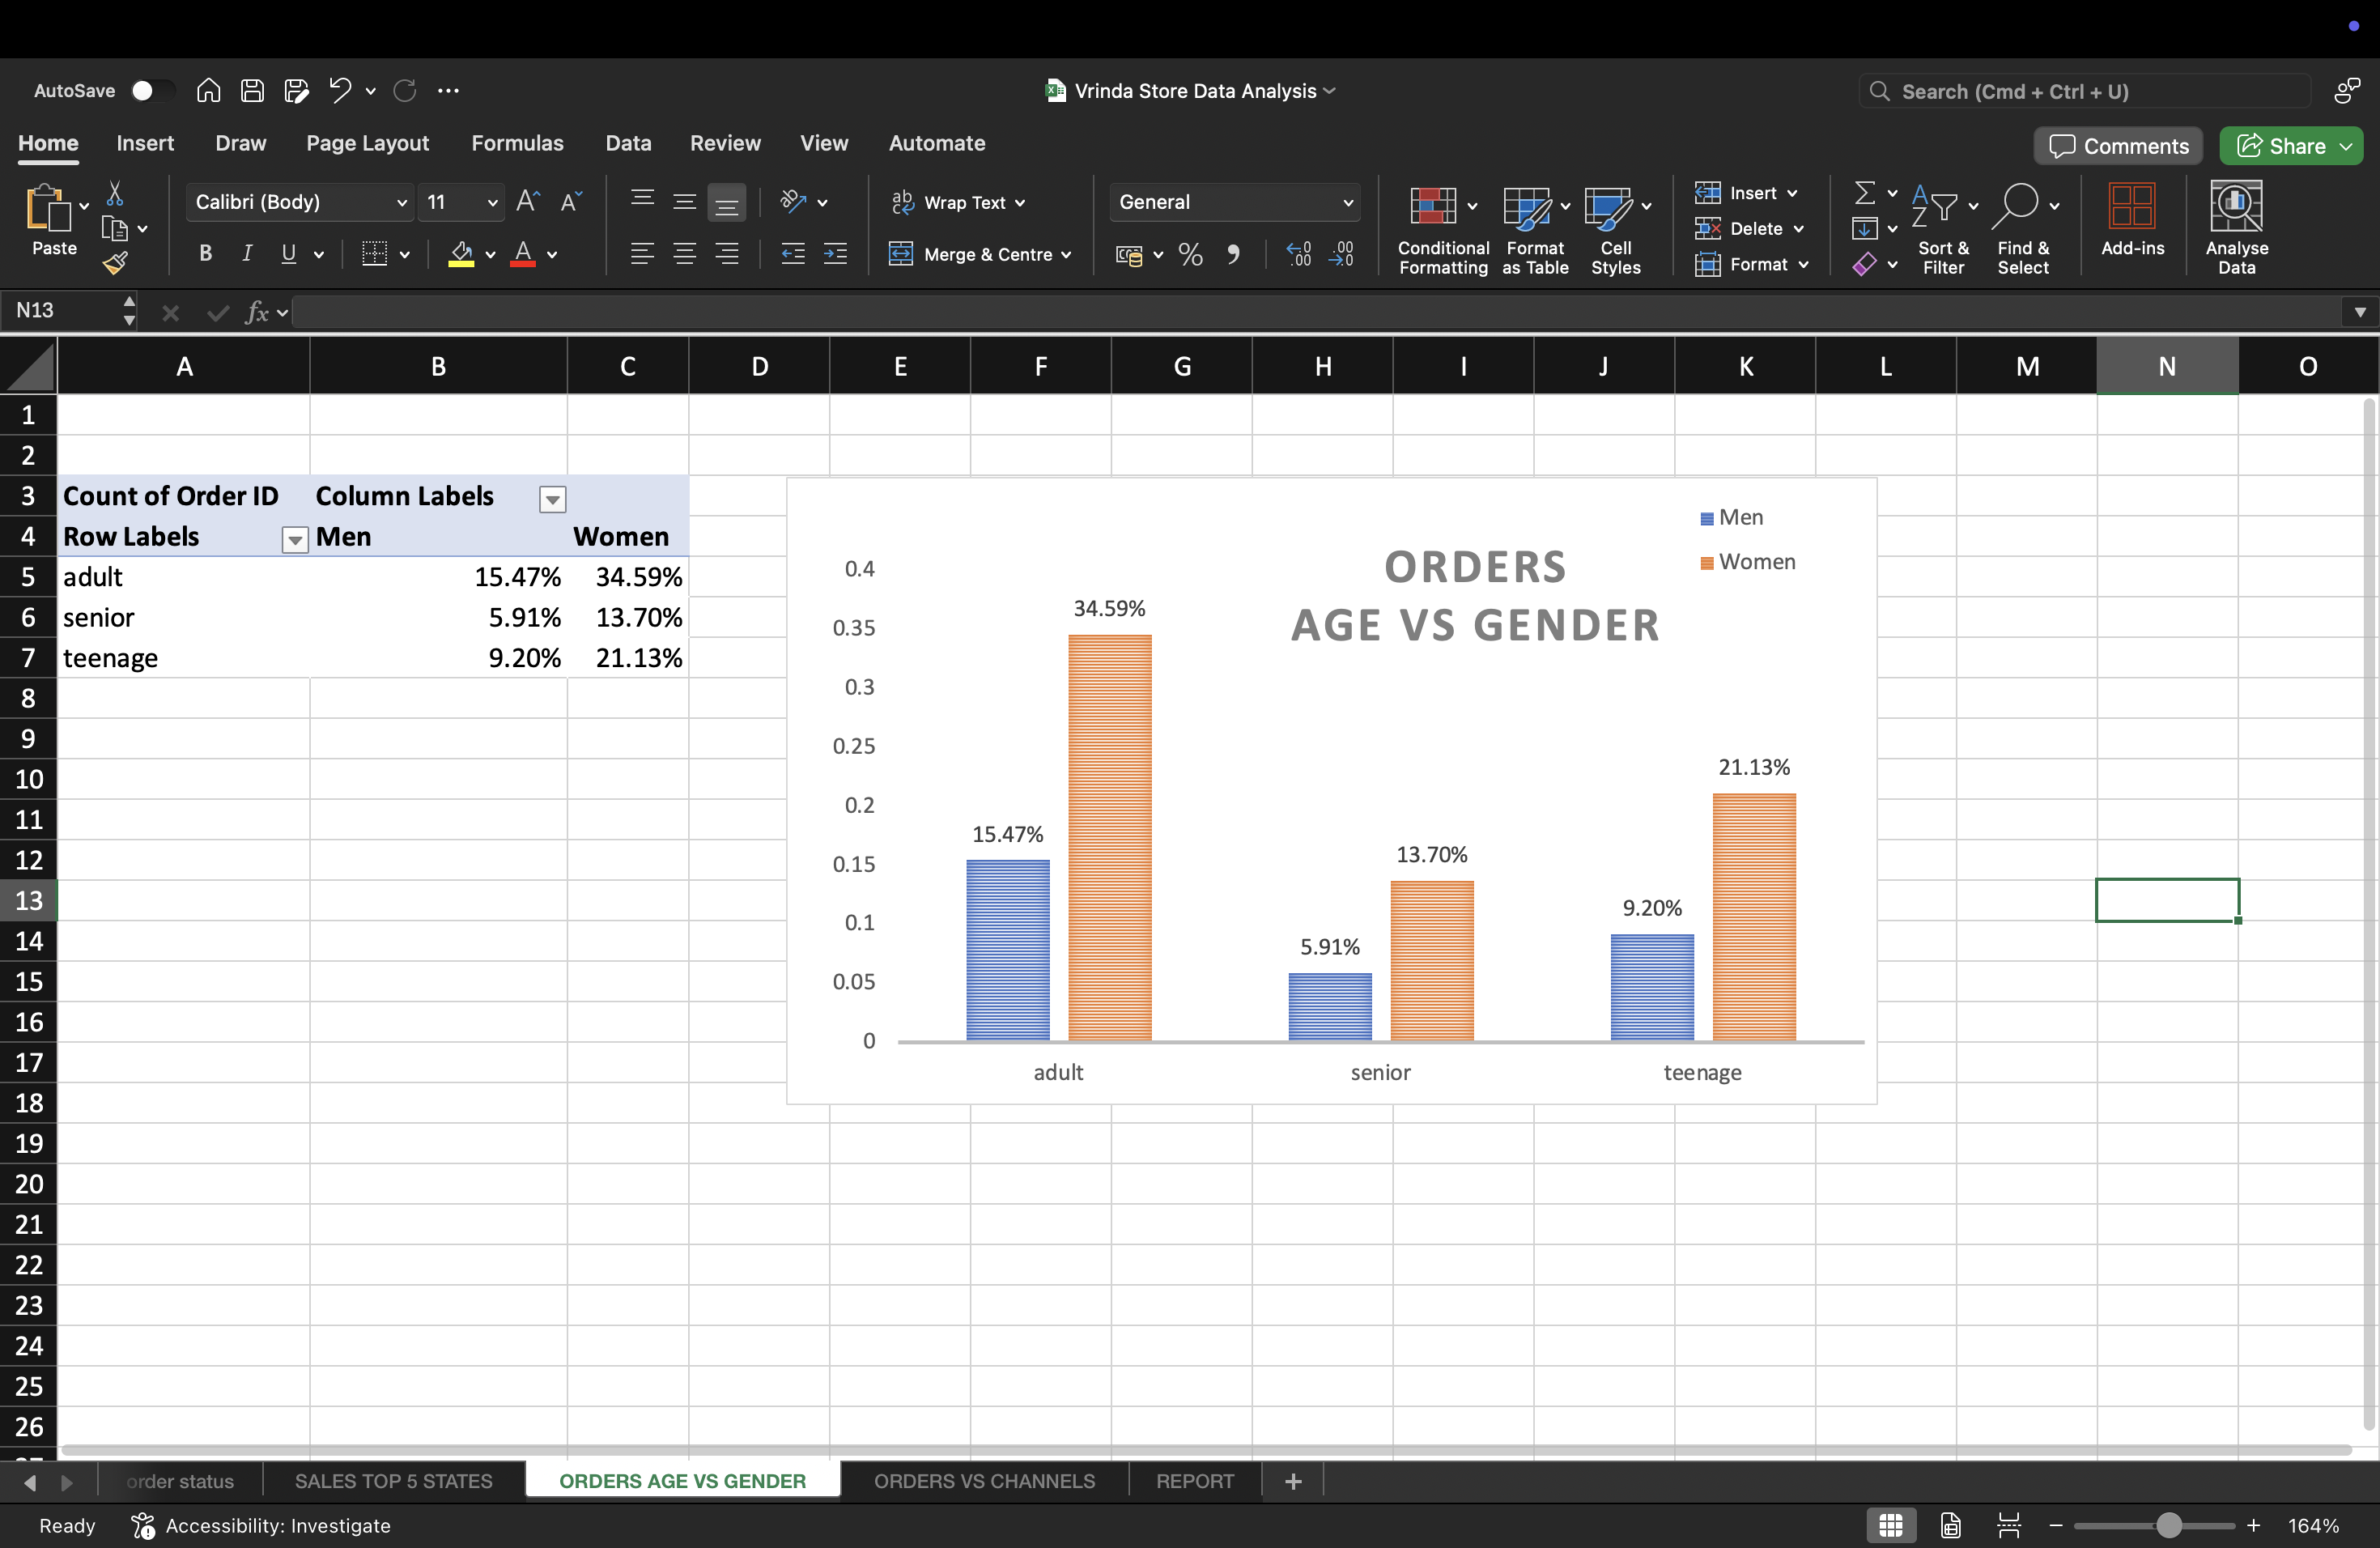 AutoSave
Vrinda Store Data Analysis
Search (Cmd + Ctrl + U)
Home Insert Draw Page Layout Formulas Data Review View Automate
Comments Share
Paste
Calibri (Body) 11
B I U
Wrap Text
Merge & Centre
General
Conditional Formatting
Format as Table
Cell Styles
Insert
Delete
Format
Sort & Filter
Find & Select
Add-ins
Analyse Data
N13 fx
A B C D E F G H I J K L M N O
1
2
3 Count of Order ID Column Labels
4 Row Labels Men Women
5 adult 15.47% 34.59%
6 senior 5.91% 13.70%
7 teenage 9.20% 21.13%
8
9
10
11
12
13
14
15
16
17
18
19
20
21
22
23
24
25
26
ORDERS
AGE VS GENDER
Men
Women
0.4
0.35
0.3
0.25
0.2
0.15
0.1
0.05
0
15.47% 34.59%
5.91% 13.70%
9.20% 21.13%
adult senior teenage
order status SALES TOP 5 STATES ORDERS AGE VS GENDER ORDERS VS CHANNELS REPORT +
Ready Accessibility: Investigate 164%